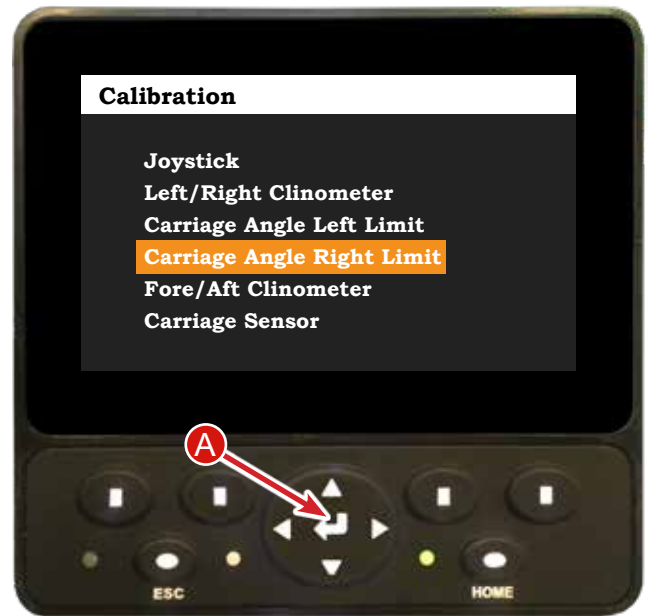 Calibration
Joystick
Left/Right Clinometer
Carriage Angle Left Limit
Carriage Angle Right Limit
Fore/Aft Clinometer
Carriage Sensor
A
ESC
HOME